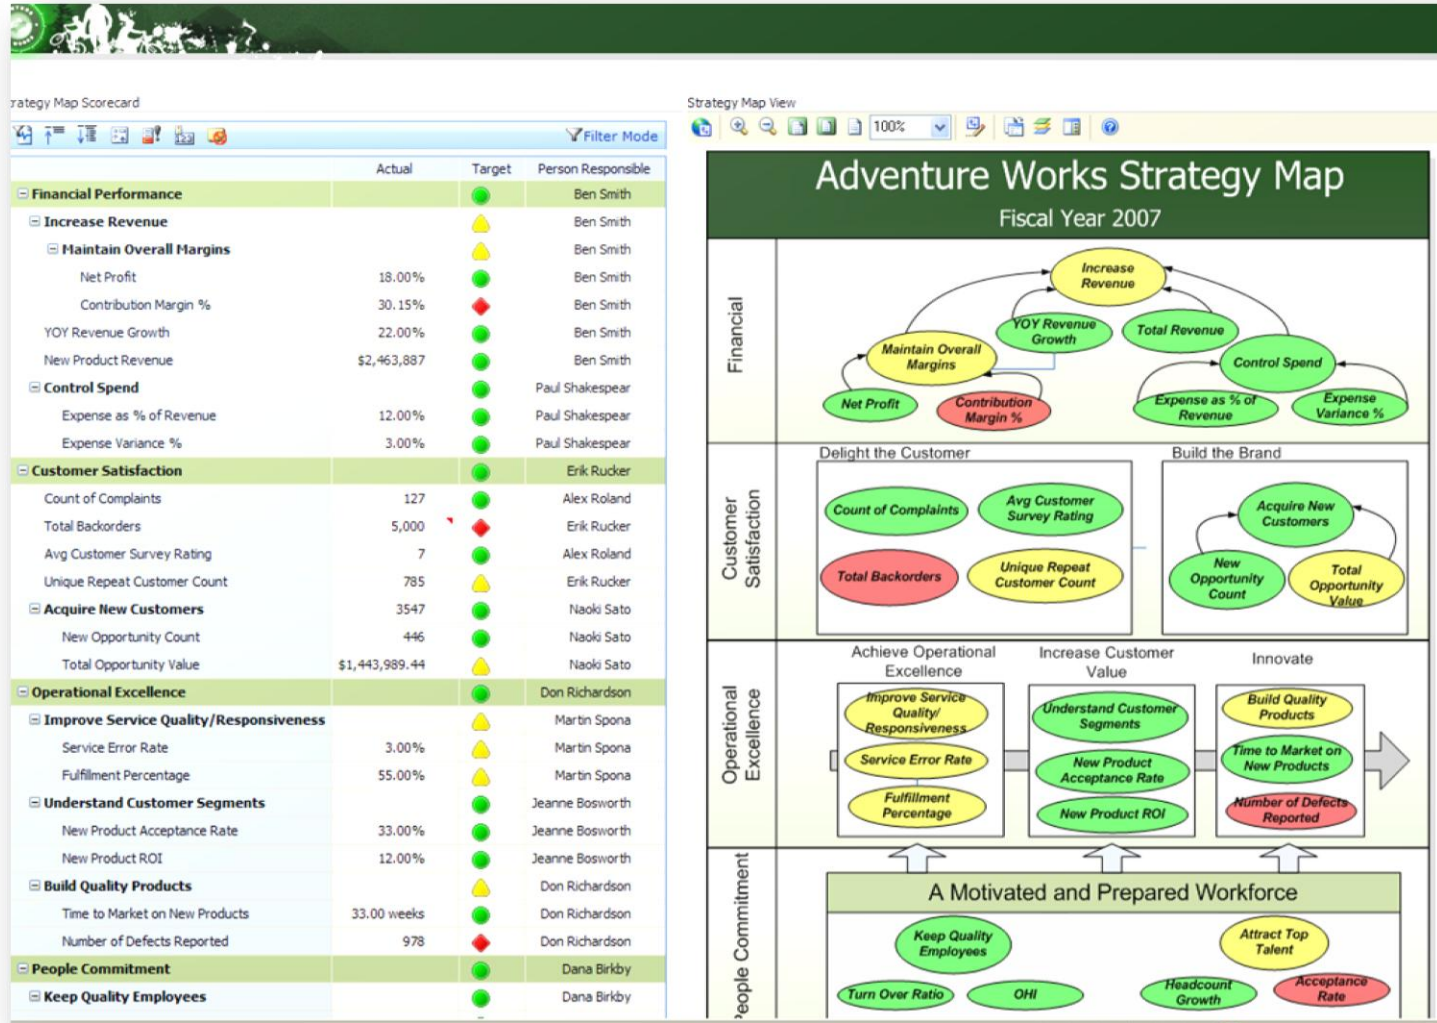 rategy Map Scorecard
Filter Mode
Actual Target Person Responsible
Financial Performance Ben Smith
Increase Revenue Ben Smith
Maintain Overall Margins Ben Smith
Net Profit 18.00% Ben Smith
Contribution Margin % 30.15% Ben Smith
YOY Revenue Growth 22.00% Ben Smith
New Product Revenue $2,463,887 Ben Smith
Control Spend Paul Shakespear
Expense as % of Revenue 12.00% Paul Shakespear
Expense Variance % 3.00% Paul Shakespear
Customer Satisfaction Erik Rucker
Count of Complaints 127 Alex Roland
Total Backorders 5,000 Erik Rucker
Avg Customer Survey Rating 7 Alex Roland
Unique Repeat Customer Count 785 Erik Rucker
Acquire New Customers 3547 Naoki Sato
New Opportunity Count 446 Naoki Sato
Total Opportunity Value $1,443,989.44 Naoki Sato
Operational Excellence Don Richardson
Improve Service Quality/Responsiveness Martin Spona
Service Error Rate 3.00% Martin Spona
Fulfillment Percentage 55.00% Martin Spona
Understand Customer Segments Jeanne Bosworth
New Product Acceptance Rate 33.00% Jeanne Bosworth
New Product ROI 12.00% Jeanne Bosworth
Build Quality Products Don Richardson
Time to Market on New Products 33.00 weeks Don Richardson
Number of Defects Reported 978 Don Richardson
People Commitment Dana Birkby
Keep Quality Employees Dana Birkby
Strategy Map View
100%
Adventure Works Strategy Map
Fiscal Year 2007
Financial
Increase
Revenue
YOY Revenue
Growth
Total Revenue
Maintain Overall
Margins
Control Spend
Net Profit
Contribution
Margin %
Expense as % of
Revenue
Expense
Variance %
Customer
Satisfaction
Delight the Customer
Count of Complaints
Avg Customer
Survey Rating
Total Backorders
Unique Repeat
Customer Count
Build the Brand
Acquire New
Customers
New
Opportunity
Count
Total
Opportunity
Value
Operational
Excellence
Achieve Operational
Excellence
Improve Service
Quality/
Responsiveness
Service Error Rate
Fulfillment
Percentage
Increase Customer
Value
Understand Customer
Segments
New Product
Acceptance Rate
New Product ROI
Innovate
Build Quality
Products
Time to Market on
New Products
Number of Defects
Reported
People Commitment
A Motivated and Prepared Workforce
Keep Quality
Employees
Attract Top
Talent
Turn Over Ratio
OHI
Headcount
Growth
Acceptance
Rate